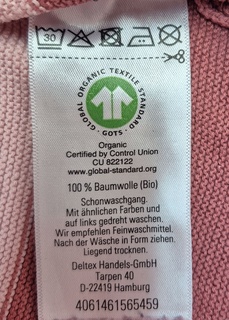 30
GLOBAL ORGANIC TEXTILE STANDARD
· GOTS ·
Organic
Certified by Control Union
CU 822122
www.global-standard.org
100 % Baumwolle (Bio)
Schonwaschgang.
Mit ähnlichen Farben und
auf links gedreht waschen.
Wir empfehlen Feinwaschmittel.
Nach der Wäsche in Form ziehen.
Liegend trocknen.
Deltex Handels-GmbH
Tarpen 40
D-22419 Hamburg
4061461565459